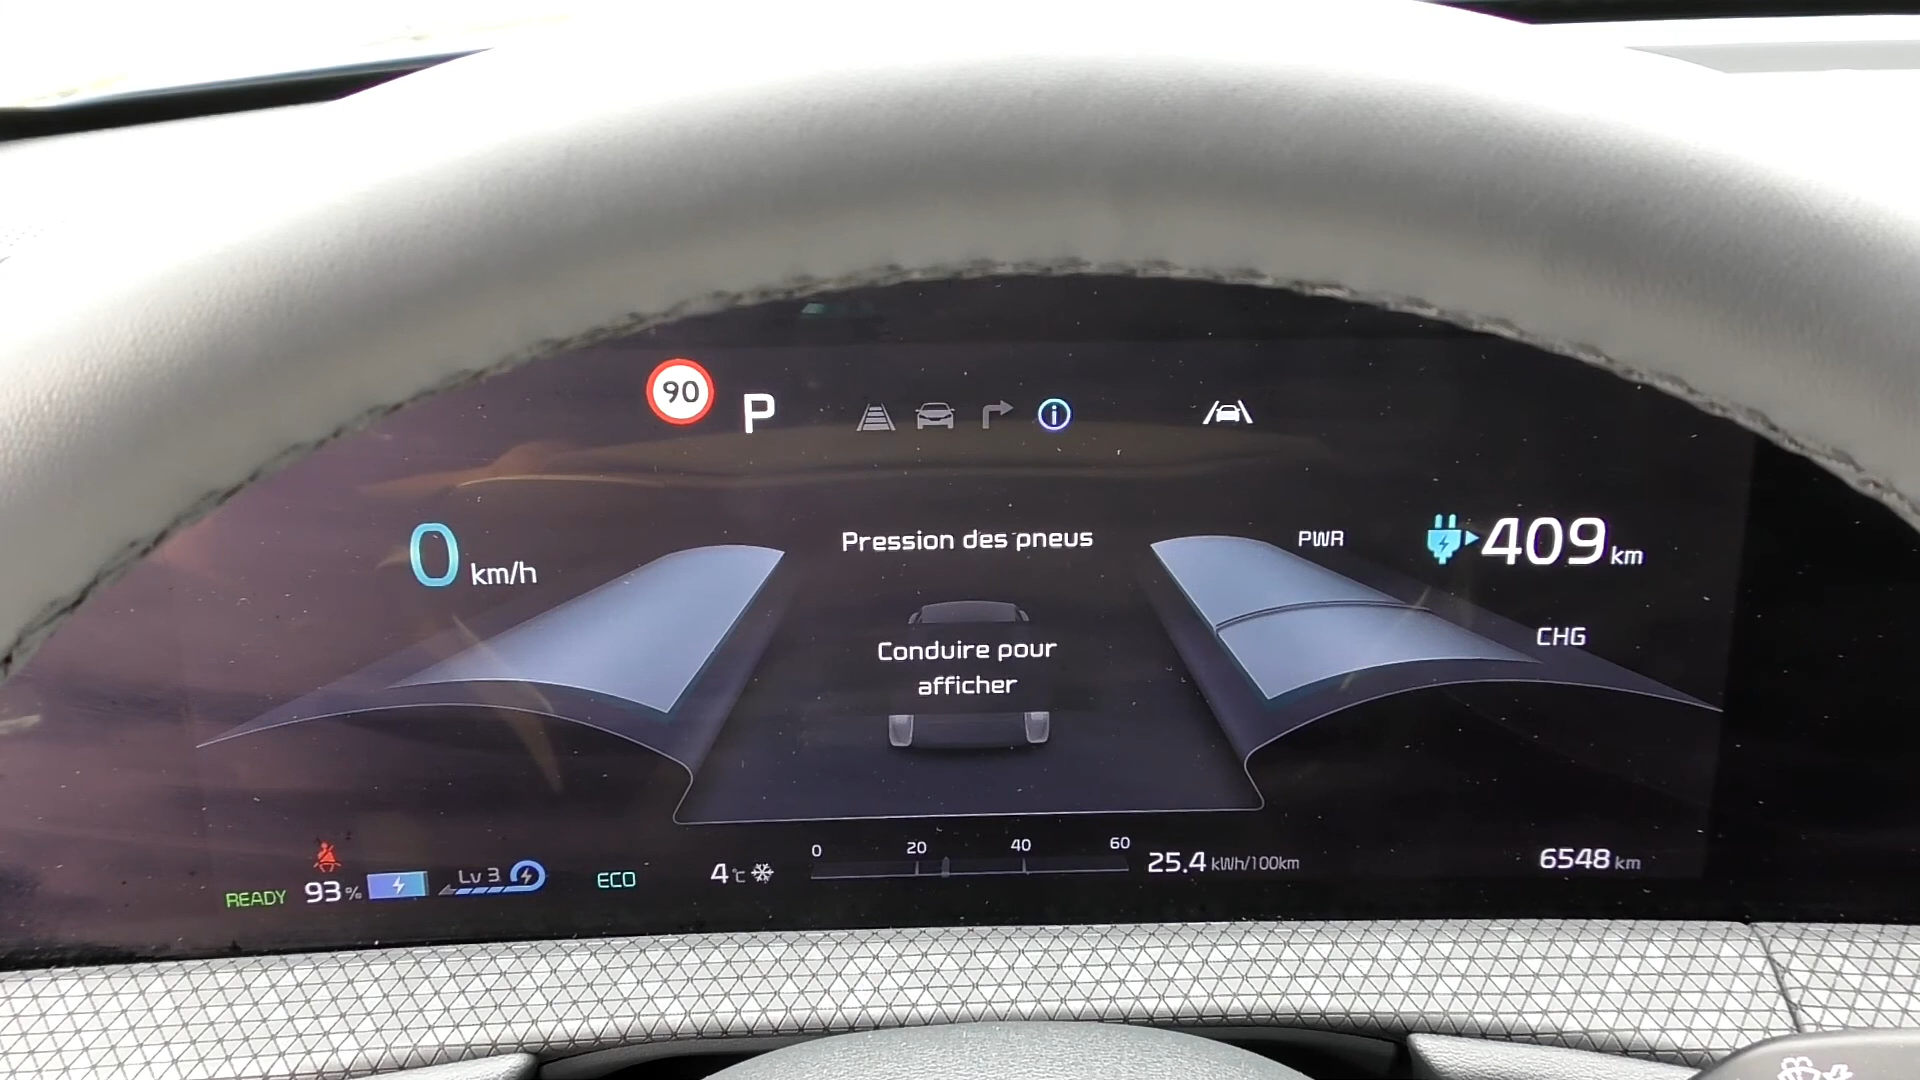 90
P
0 km/h
Pression des pneus
PWR
409 km
Conduire pour
afficher
CHG
READY
93 %
Lv 3
ECO
4°C
0 20 40 60
25.4 kWh/100km
6548 km